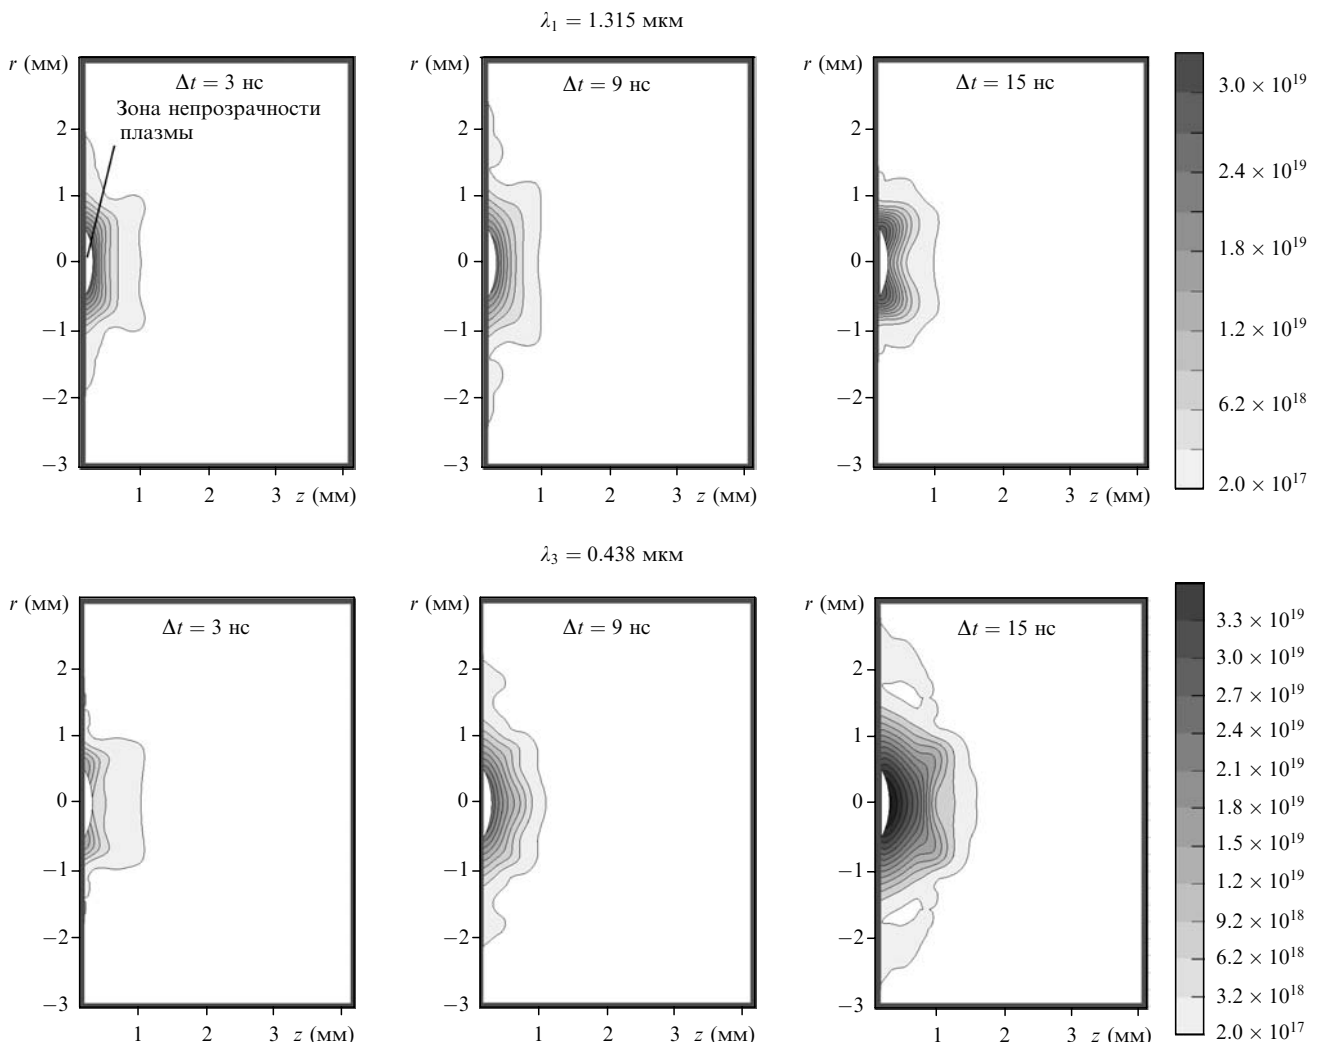 λ₁ = 1.315 мкм
r (мм)
Δt = 3 нс
Зона непрозрачности
плазмы
2
1
0
−1
−2
−3
1 2 3 z (мм)
r (мм)
Δt = 9 нс
2
1
0
−1
−2
−3
1 2 3 z (мм)
r (мм)
Δt = 15 нс
2
1
0
−1
−2
−3
1 2 3 z (мм)
3.0 × 10¹⁹
2.4 × 10¹⁹
1.8 × 10¹⁹
1.2 × 10¹⁹
6.2 × 10¹⁸
2.0 × 10¹⁷
λ₃ = 0.438 мкм
r (мм)
Δt = 3 нс
2
1
0
−1
−2
−3
1 2 3 z (мм)
r (мм)
Δt = 9 нс
2
1
0
−1
−2
−3
1 2 3 z (мм)
r (мм)
Δt = 15 нс
2
1
0
−1
−2
−3
1 2 3 z (мм)
3.3 × 10¹⁹
3.0 × 10¹⁹
2.7 × 10¹⁹
2.4 × 10¹⁹
2.1 × 10¹⁹
1.8 × 10¹⁹
1.5 × 10¹⁹
1.2 × 10¹⁹
9.2 × 10¹⁸
6.2 × 10¹⁸
3.2 × 10¹⁸
2.0 × 10¹⁷